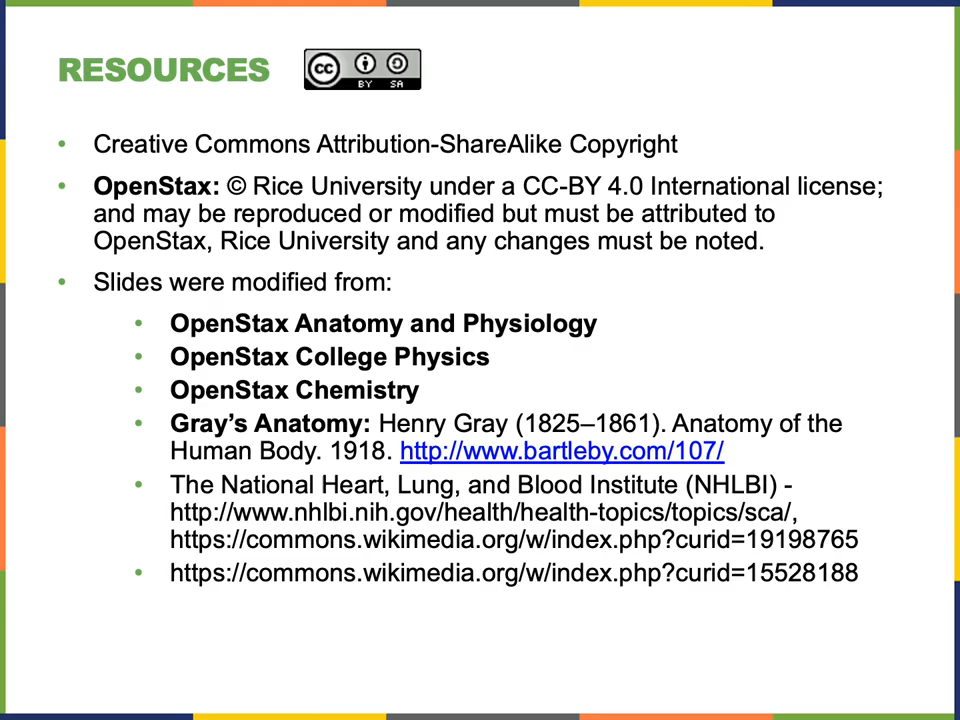 RESOURCES
cc
BY SA
• Creative Commons Attribution-ShareAlike Copyright
• OpenStax: © Rice University under a CC-BY 4.0 International license;
and may be reproduced or modified but must be attributed to
OpenStax, Rice University and any changes must be noted.
• Slides were modified from:
• OpenStax Anatomy and Physiology
• OpenStax College Physics
• OpenStax Chemistry
• Gray’s Anatomy: Henry Gray (1825–1861). Anatomy of the
Human Body. 1918. http://www.bartleby.com/107/
• The National Heart, Lung, and Blood Institute (NHLBI) -
http://www.nhlbi.nih.gov/health/health-topics/topics/sca/,
https://commons.wikimedia.org/w/index.php?curid=19198765
• https://commons.wikimedia.org/w/index.php?curid=15528188